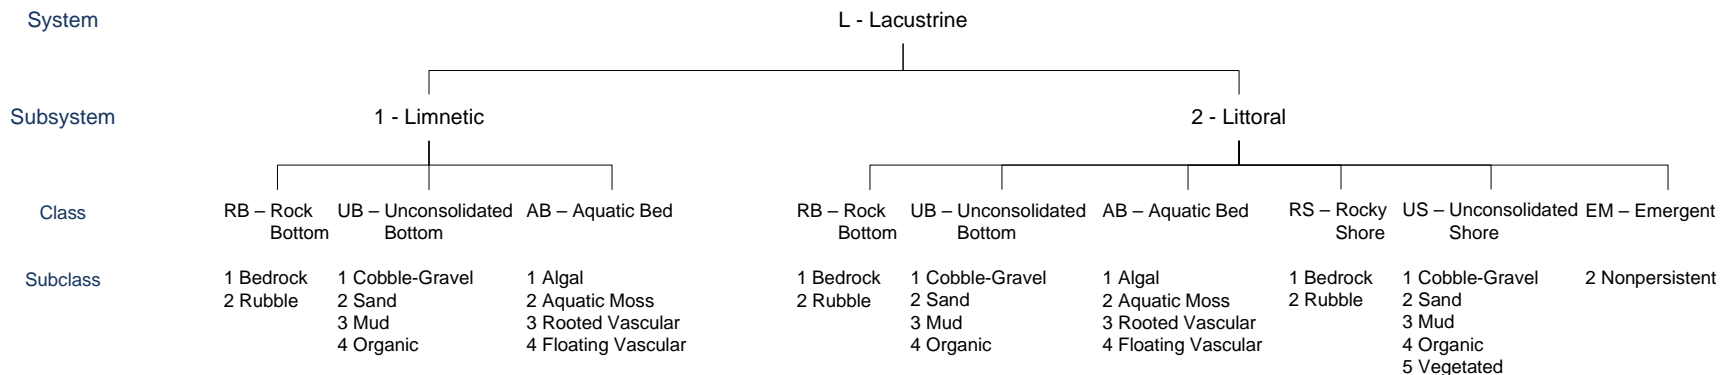 System
L - Lacustrine
Subsystem
1 - Limnetic
2 - Littoral
Class
RB – Rock
Bottom
UB – Unconsolidated
Bottom
AB – Aquatic Bed
RB – Rock
Bottom
UB – Unconsolidated
Bottom
AB – Aquatic Bed
RS – Rocky
Shore
US – Unconsolidated
Shore
EM – Emergent
Subclass
1 Bedrock
2 Rubble
1 Cobble-Gravel
2 Sand
3 Mud
4 Organic
1 Algal
2 Aquatic Moss
3 Rooted Vascular
4 Floating Vascular
1 Bedrock
2 Rubble
1 Cobble-Gravel
2 Sand
3 Mud
4 Organic
1 Algal
2 Aquatic Moss
3 Rooted Vascular
4 Floating Vascular
1 Bedrock
2 Rubble
1 Cobble-Gravel
2 Sand
3 Mud
4 Organic
5 Vegetated
2 Nonpersistent